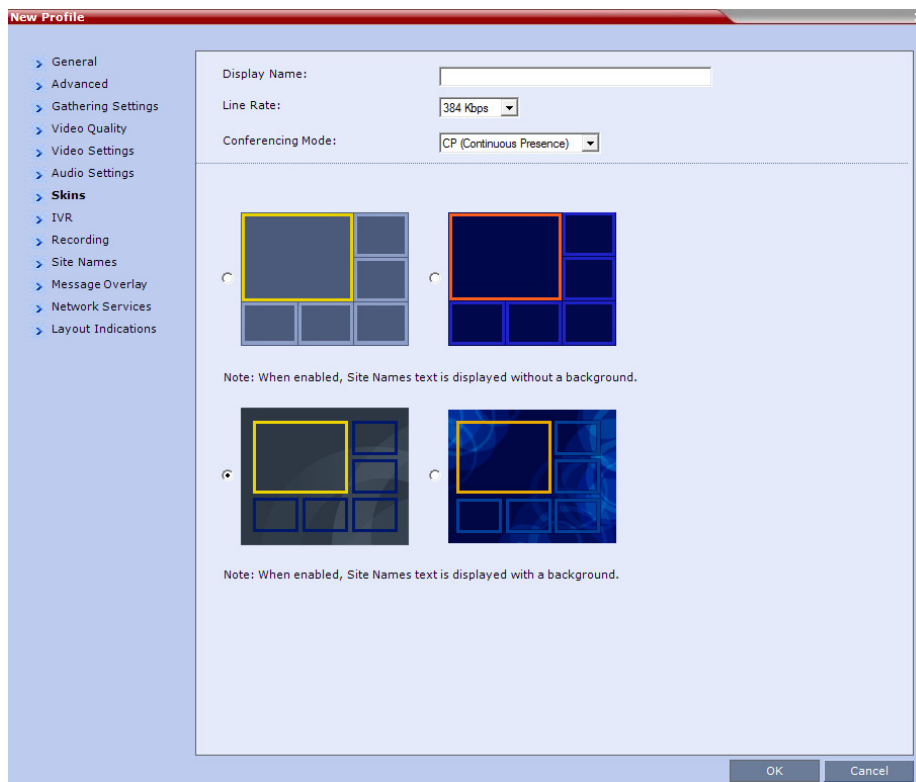 New Profile
General
Advanced
Gathering Settings
Video Quality
Video Settings
Audio Settings
Skins
IVR
Recording
Site Names
Message Overlay
Network Services
Layout Indications
Display Name:
Line Rate: 384 Kbps
Conferencing Mode: CP (Continuous Presence)
Note: When enabled, Site Names text is displayed without a background.
Note: When enabled, Site Names text is displayed with a background.
OK Cancel